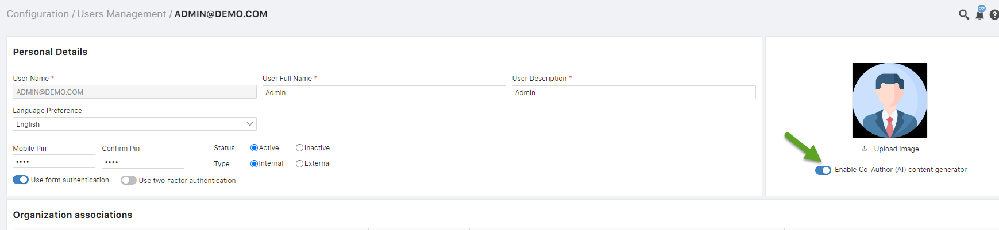 Configuration / Users Management / ADMIN@DEMO.COM
22
Personal Details
User Name *
User Full Name *
User Description *
ADMIN@DEMO.COM
Admin
Admin
Language Preference
English
Mobile Pin
Confirm Pin
Status
Active
Inactive
Type
Internal
External
Use form authentication
Use two-factor authentication
Upload Image
Enable Co-Author (AI) content generator
Organization associations